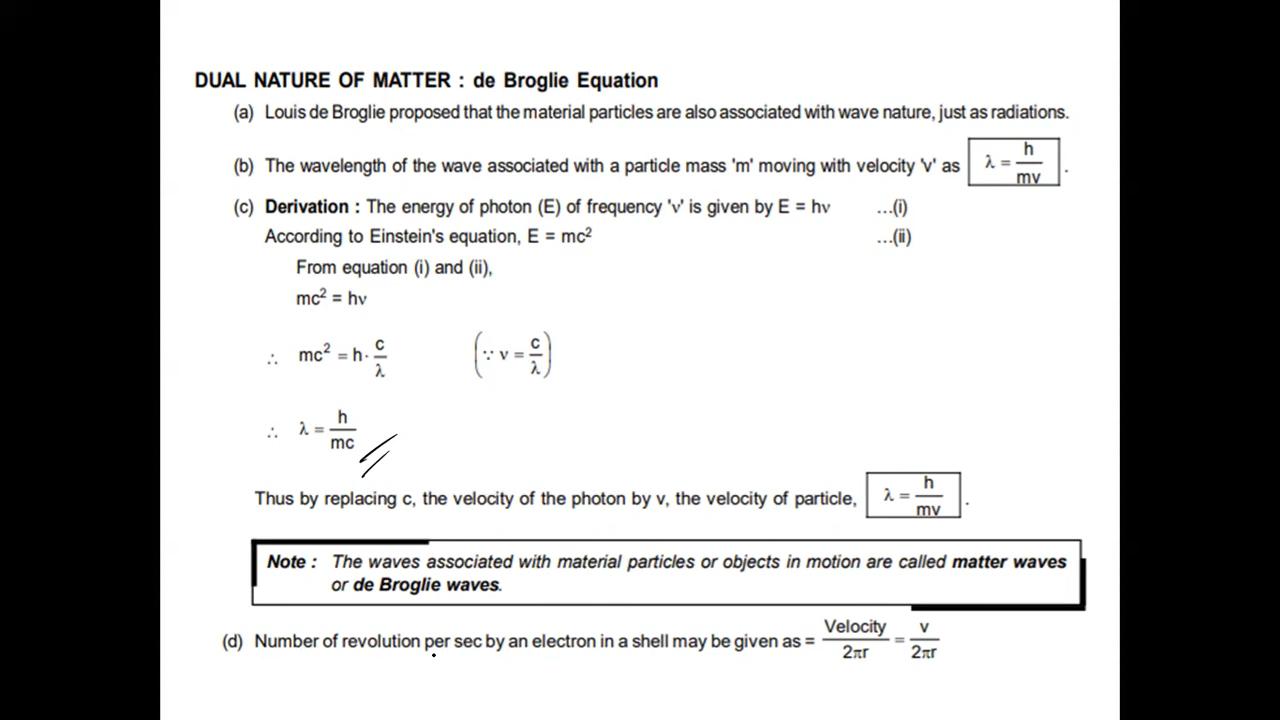 DUAL NATURE OF MATTER : de Broglie Equation
(a) Louis de Broglie proposed that the material particles are also associated with wave nature, just as radiations.
(b) The wavelength of the wave associated with a particle mass 'm' moving with velocity 'v' as λ = h/mv .
(c) Derivation : The energy of photon (E) of frequency 'ν' is given by E = hν ...(i)
According to Einstein's equation, E = mc² ...(ii)
From equation (i) and (ii),
mc² = hν
∴ mc² = h· c/λ (∵ ν = c/λ)
∴ λ = h/mc
Thus by replacing c, the velocity of the photon by v, the velocity of particle, λ = h/mv .
Note : The waves associated with material particles or objects in motion are called matter waves
or de Broglie waves.
(d) Number of revolution per sec by an electron in a shell may be given as = Velocity/2πr = v/2πr